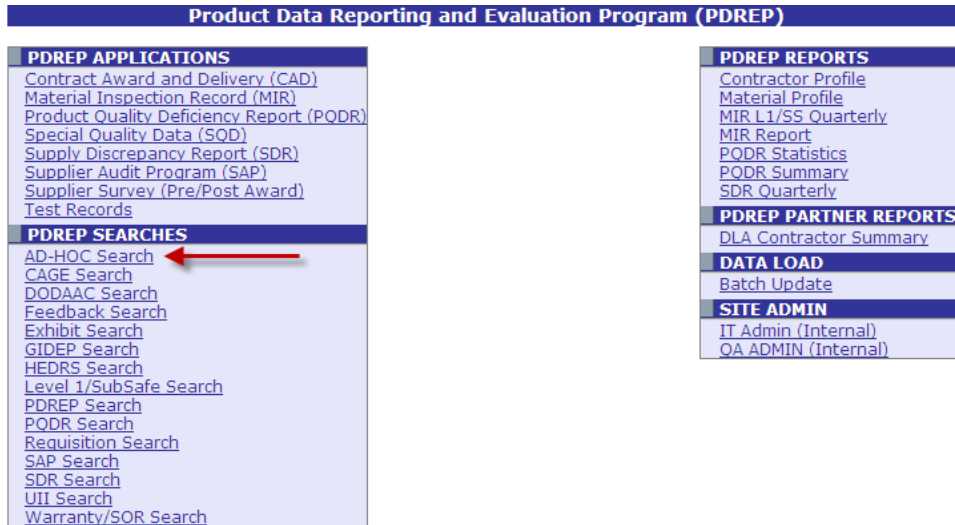 Product Data Reporting and Evaluation Program (PDREP)
PDREP APPLICATIONS
Contract Award and Delivery (CAD)
Material Inspection Record (MIR)
Product Quality Deficiency Report (PQDR)
Special Quality Data (SQD)
Supply Discrepancy Report (SDR)
Supplier Audit Program (SAP)
Supplier Survey (Pre/Post Award)
Test Records
PDREP SEARCHES
AD-HOC Search
CAGE Search
DODAAC Search
Feedback Search
Exhibit Search
GIDEP Search
HEDRS Search
Level 1/SubSafe Search
PDREP Search
PQDR Search
Requisition Search
SAP Search
SDR Search
UII Search
Warranty/SOR Search
PDREP REPORTS
Contractor Profile
Material Profile
MIR L1/SS Quarterly
MIR Report
PQDR Statistics
PQDR Summary
SDR Quarterly
PDREP PARTNER REPORTS
DLA Contractor Summary
DATA LOAD
Batch Update
SITE ADMIN
IT Admin (Internal)
QA ADMIN (Internal)